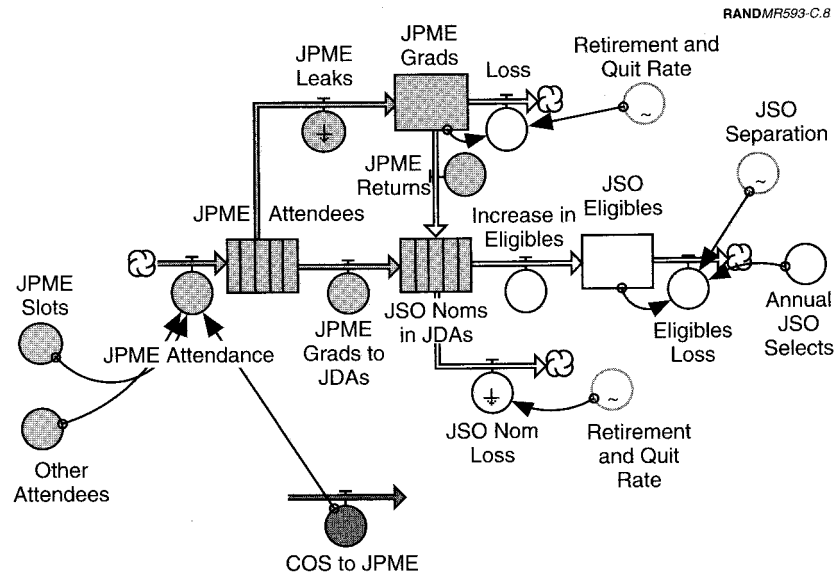 RANDMR593-C.8
JPME
Grads
JPME
Leaks
Loss
Retirement and
Quit Rate
JSO
Separation
JPME
Returns
JSO
Eligibles
JPME Attendees
Increase in
Eligibles
JPME
Slots
JPME Attendance
JPME
Grads to
JDAs
JSO Noms
in JDAs
Eligibles
Loss
Annual
JSO
Selects
Other
Attendees
JSO Nom
Loss
Retirement
and Quit
Rate
COS to JPME